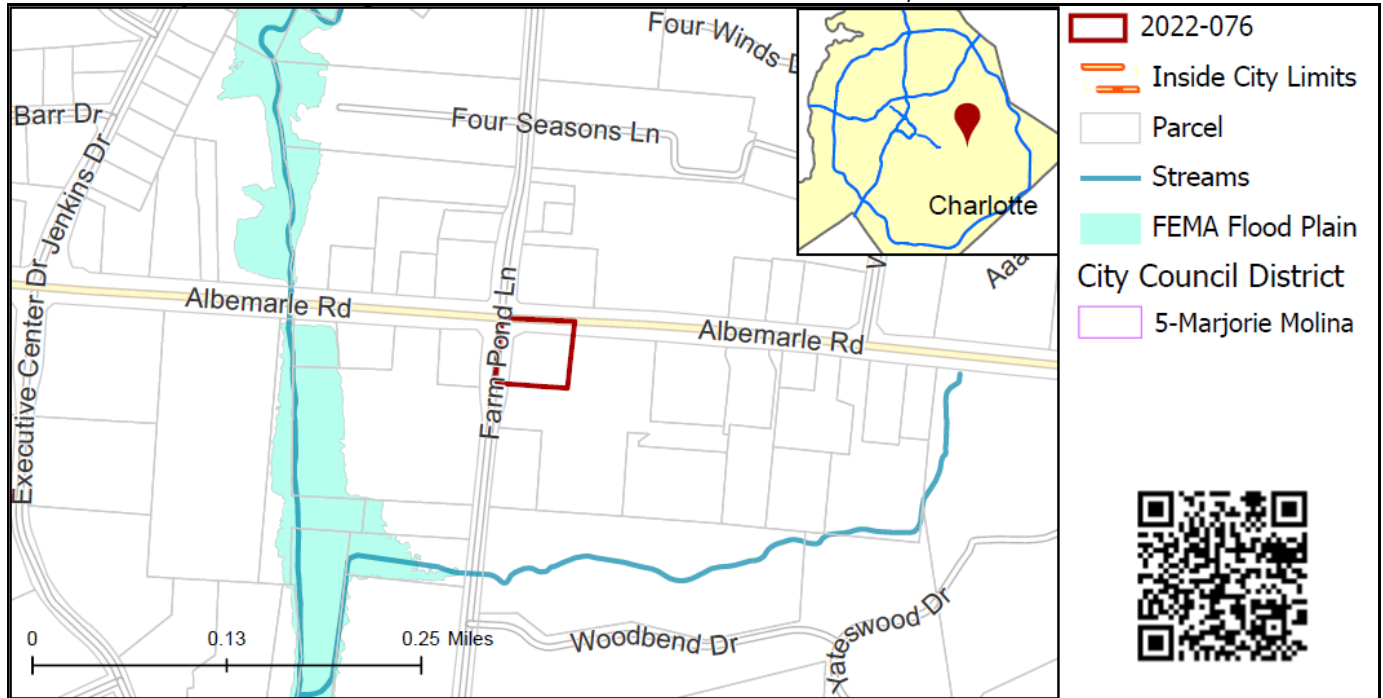 Four Winds D
Barr Dr
Four Seasons Ln
Jenkins Dr
Charlotte
Albemarle Rd
Farm Pond Ln
Albemarle Rd
Executive Center Dr
Woodbend Dr
Yateswood Dr
0 0.13 0.25 Miles
2022-076
Inside City Limits
Parcel
Streams
FEMA Flood Plain
City Council District
5-Marjorie Molina